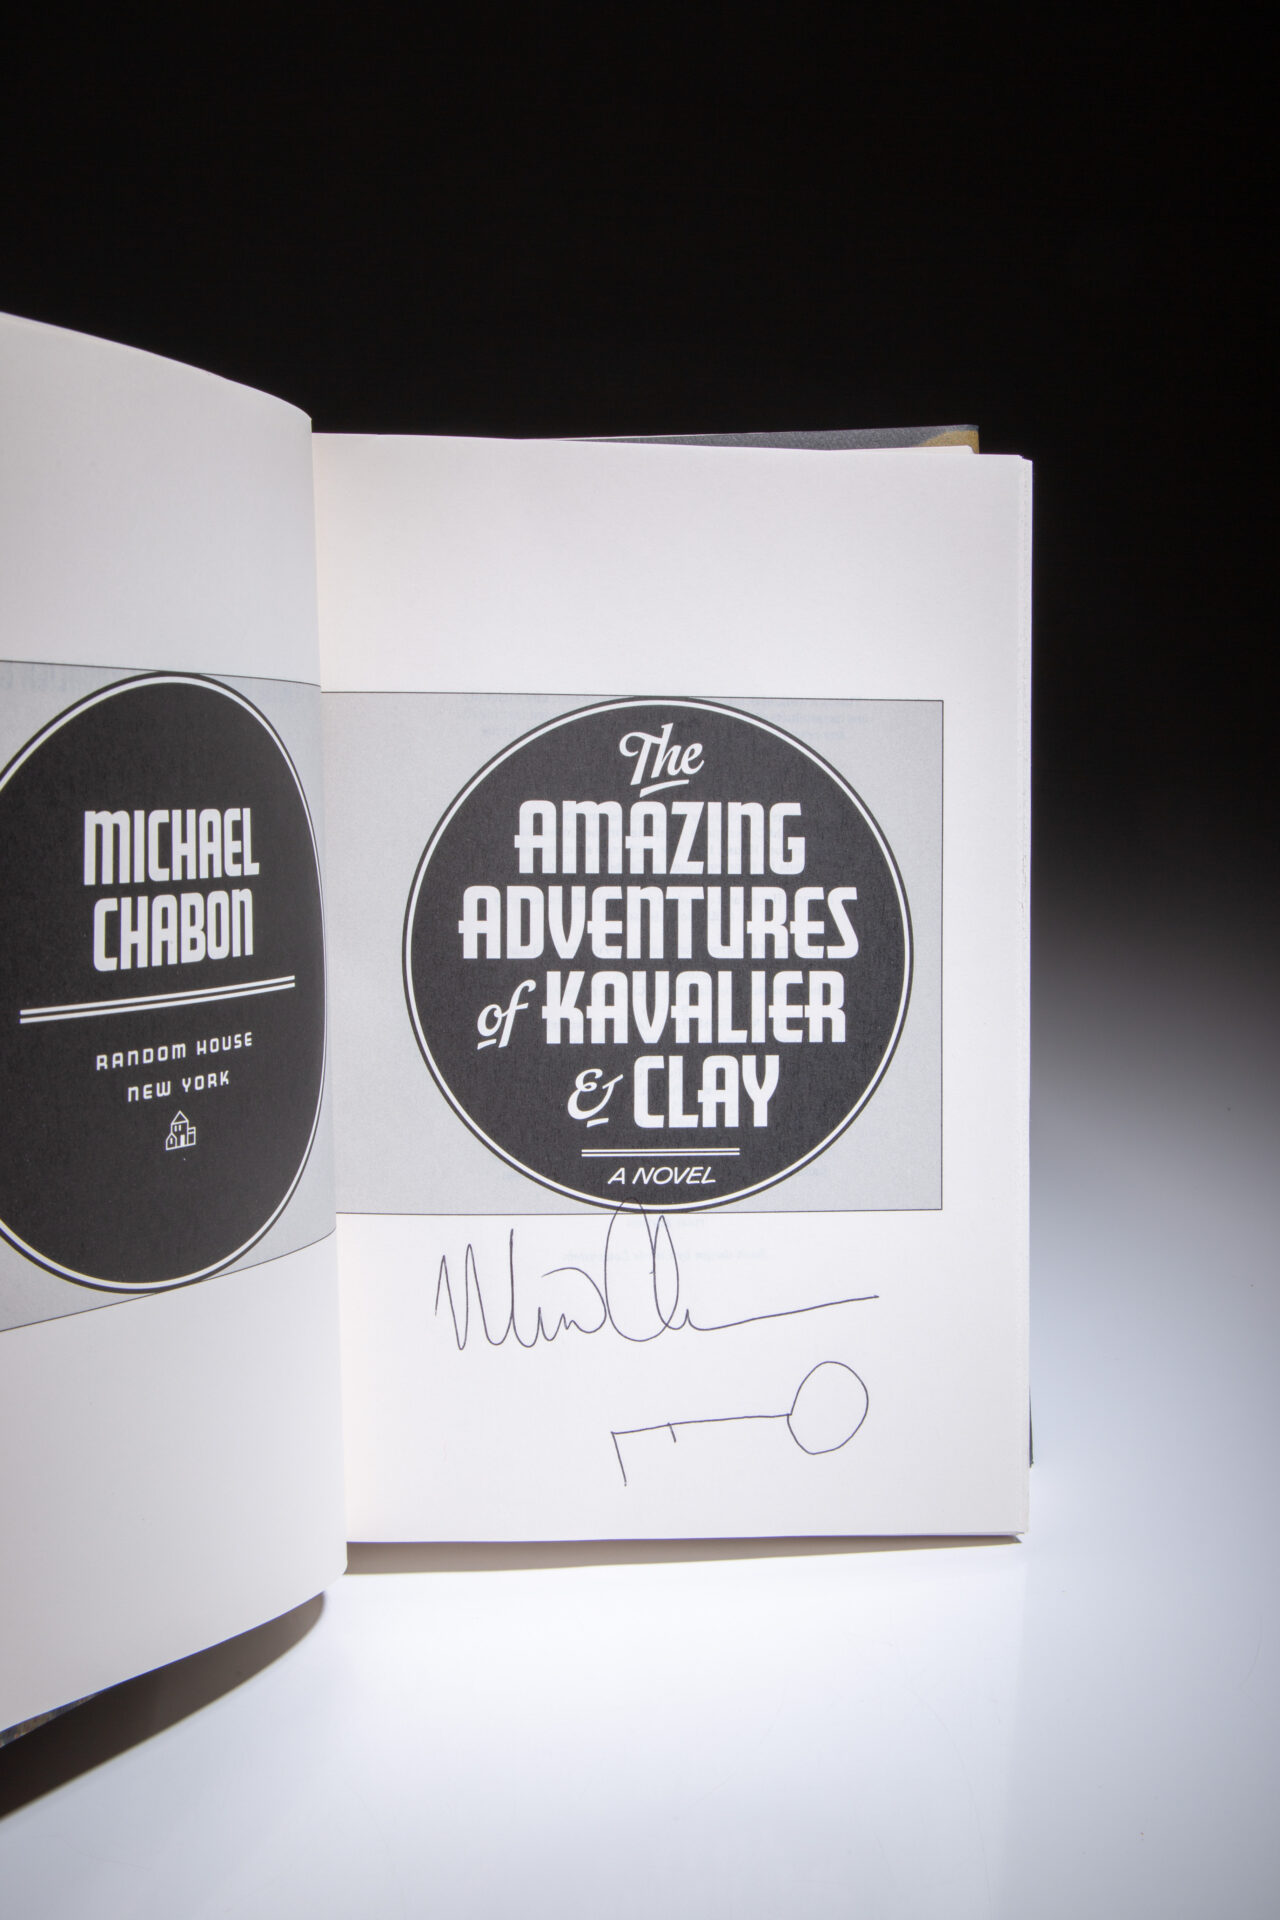 MICHAEL
CHABON
RANDOM HOUSE
NEW YORK
The
AMAZING
ADVENTURES
of KAVALIER
& CLAY
A NOVEL